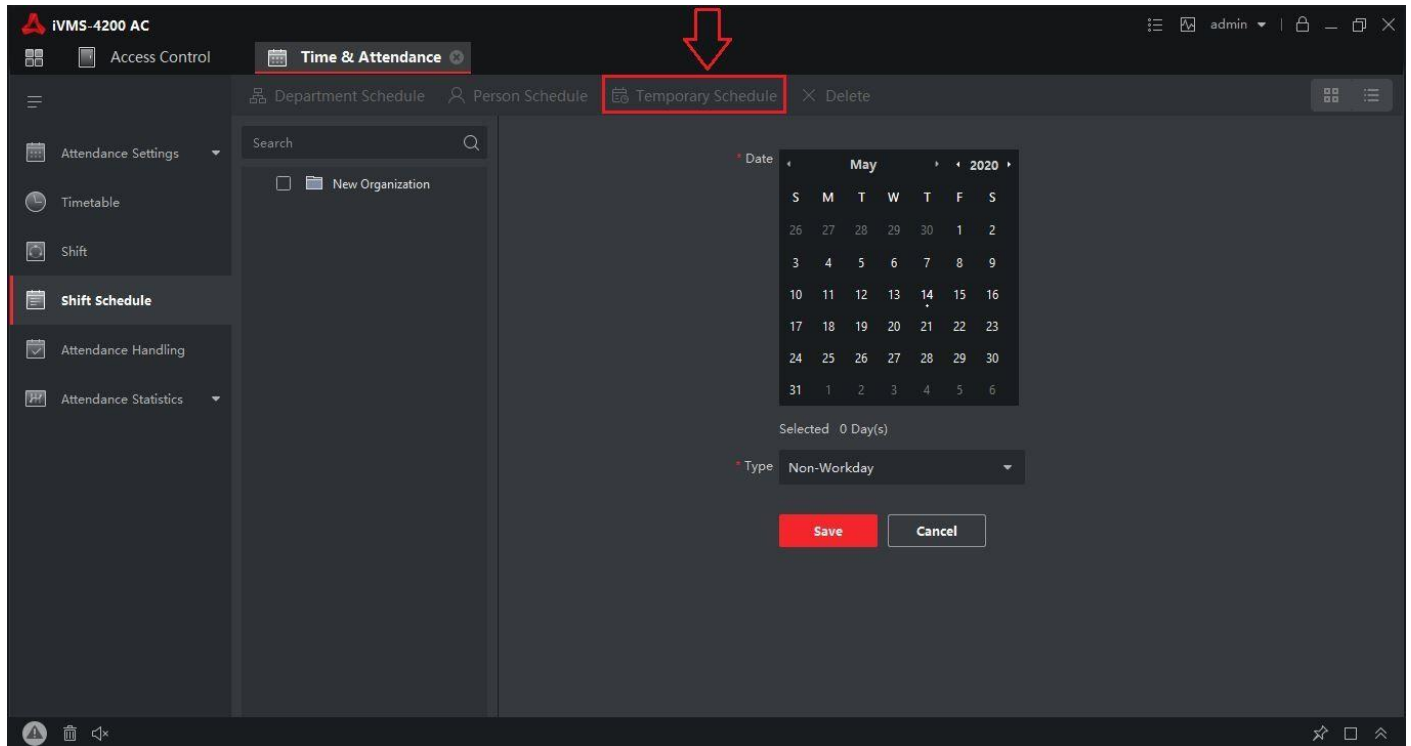 iVMS-4200 AC
admin
Access Control
Time & Attendance
Department Schedule
Person Schedule
Temporary Schedule
Delete
Attendance Settings
Timetable
Shift
Shift Schedule
Attendance Handling
Attendance Statistics
Search
New Organization
* Date
May 2020
S M T W T F S
26 27 28 29 30 1 2
3 4 5 6 7 8 9
10 11 12 13 14 15 16
17 18 19 20 21 22 23
24 25 26 27 28 29 30
31 1 2 3 4 5 6
Selected 0 Day(s)
* Type Non-Workday
Save Cancel